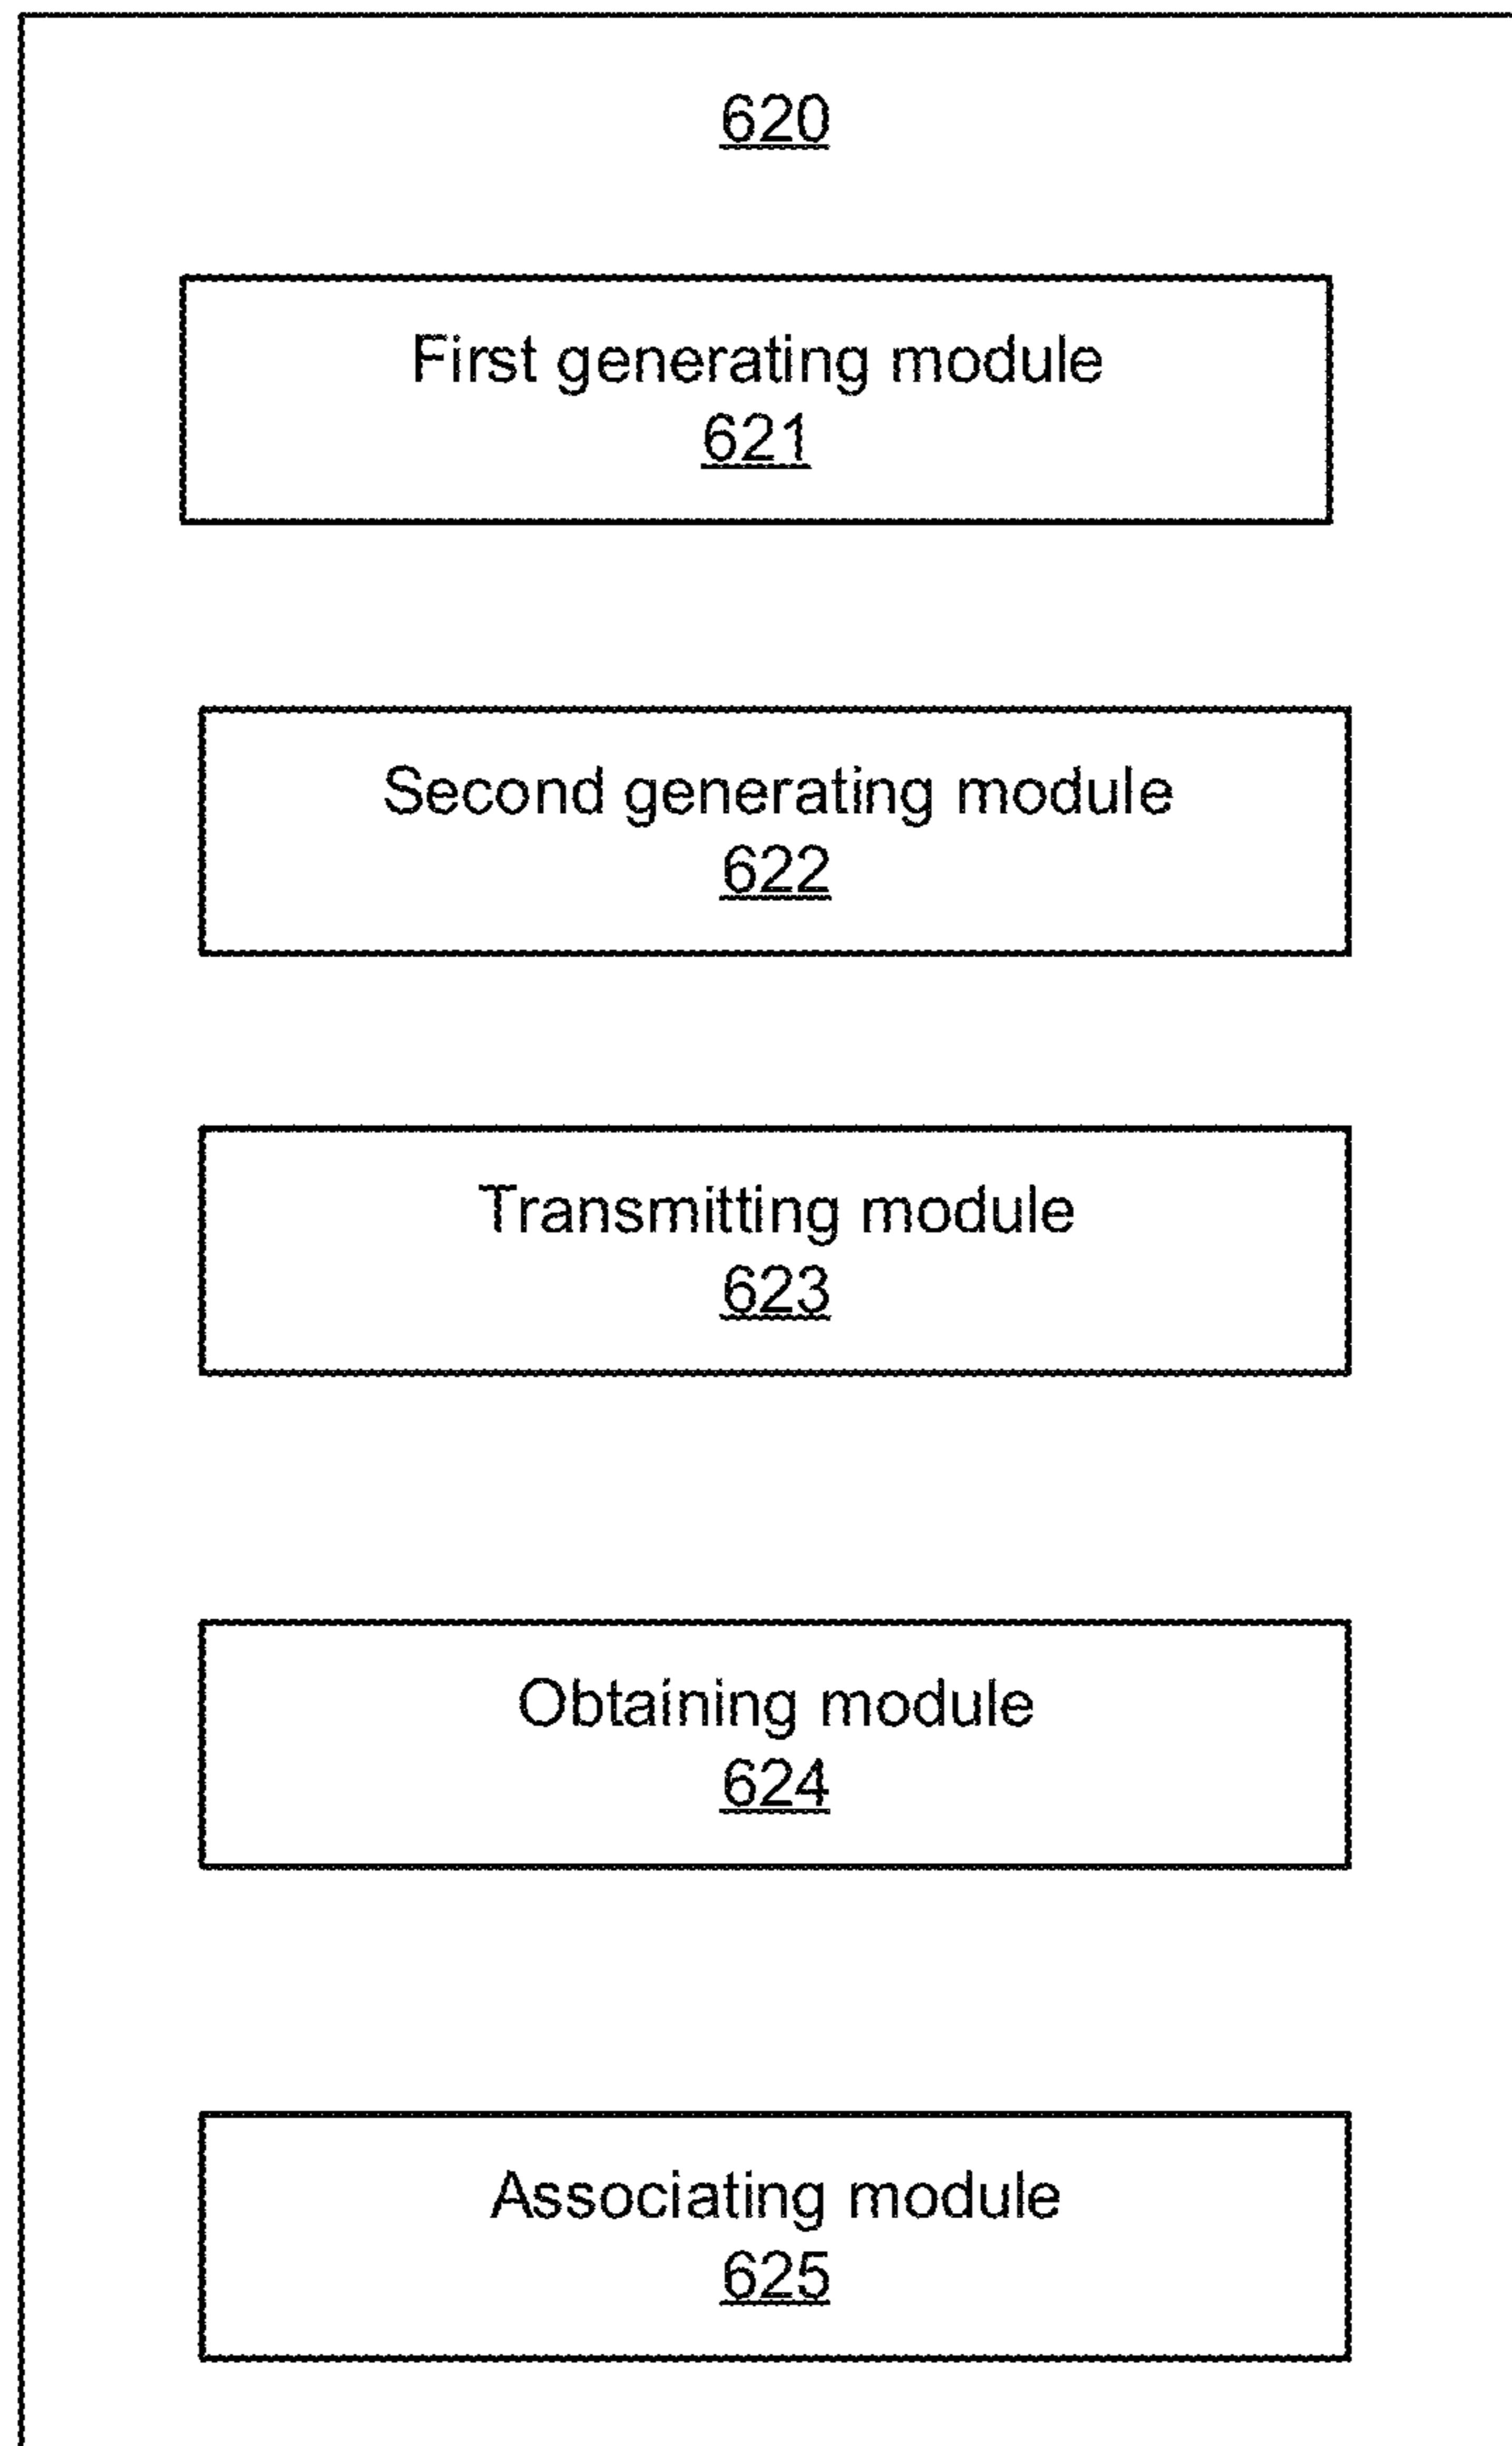 620
First generating module
621
Second generating module
622
Transmitting module
623
Obtaining module
624
Associating module
625